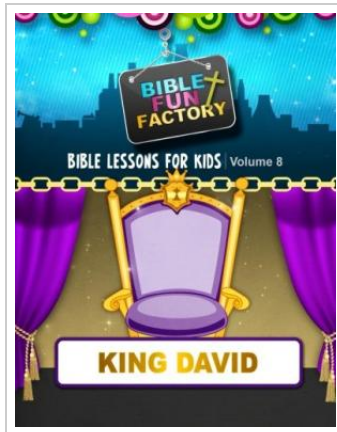 BIBLE
FUN
FACTORY
BIBLE LESSONS FOR KIDS | Volume 8
KING DAVID